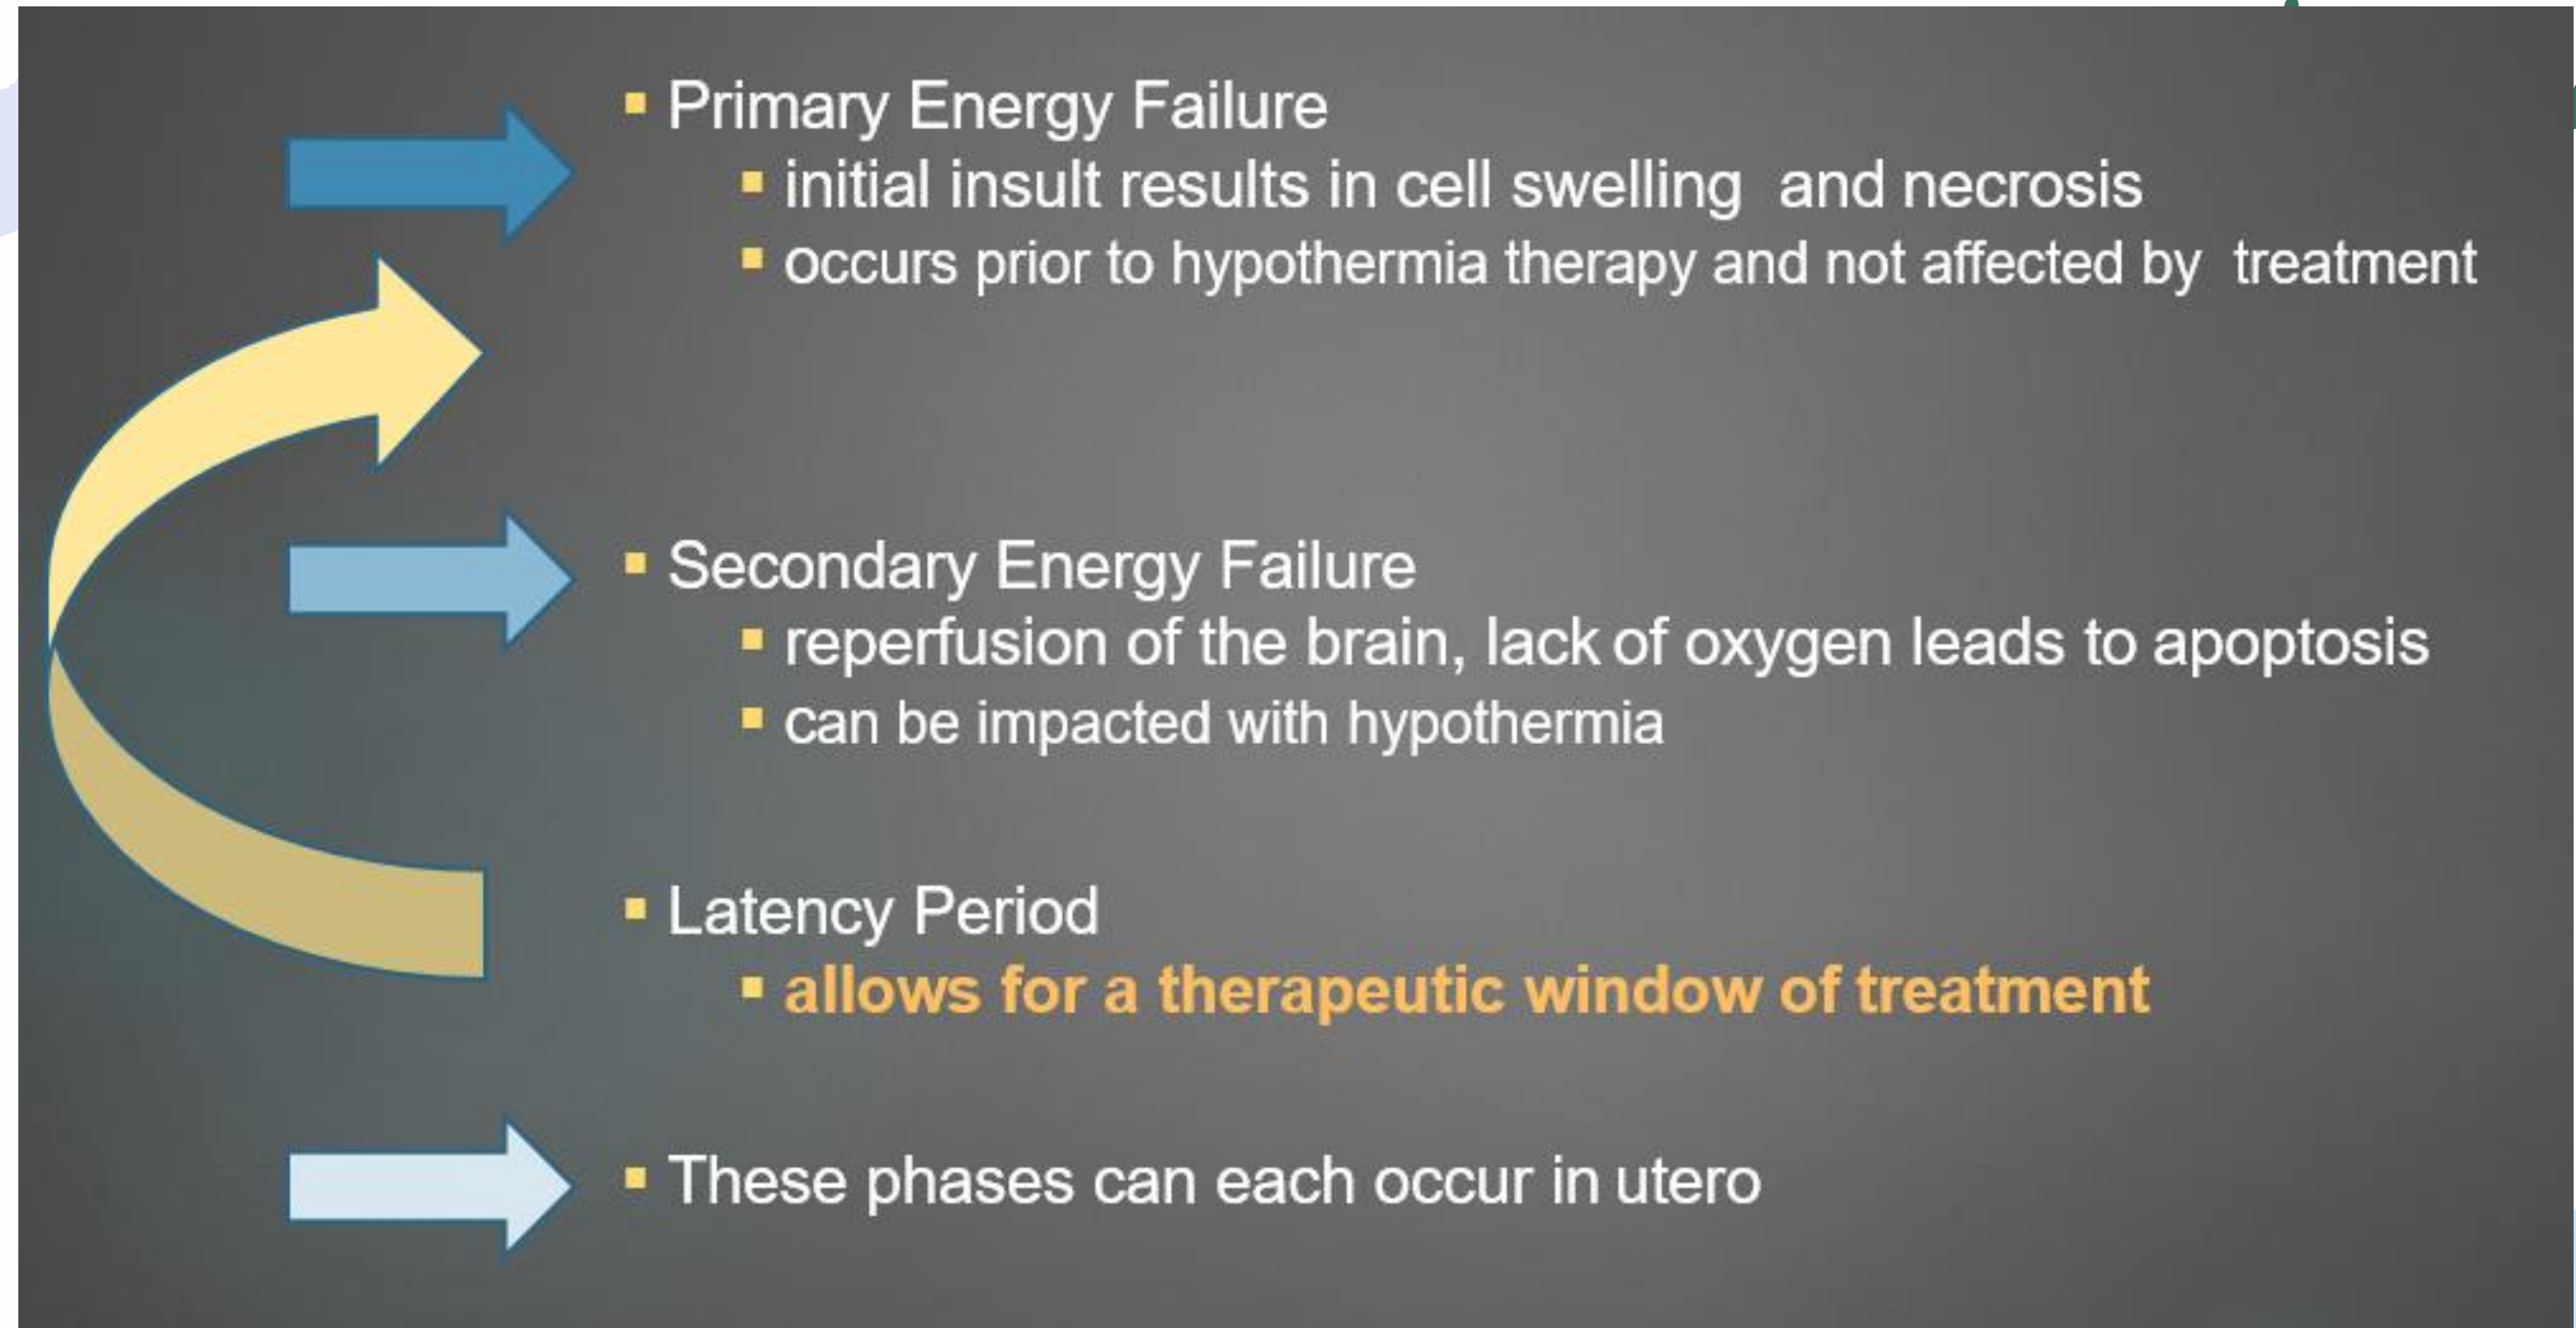 Primary Energy Failure
initial insult results in cell swelling and necrosis
occurs prior to hypothermia therapy and not affected by treatment
Secondary Energy Failure
reperfusion of the brain, lack of oxygen leads to apoptosis
can be impacted with hypothermia
Latency Period
allows for a therapeutic window of treatment
These phases can each occur in utero